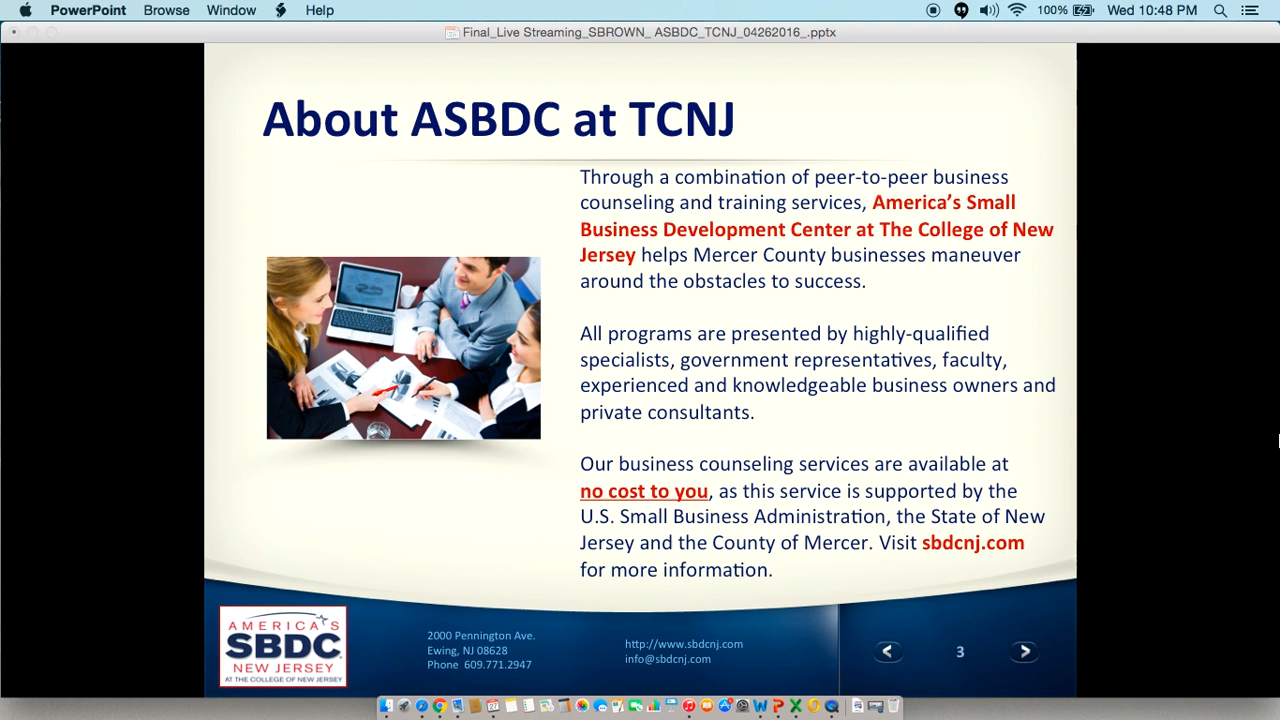 PowerPoint Browse Window Help 100% Wed 10:48 PM
Final_Live Streaming_SBROWN_ ASBDC_TCNJ_04262016_.pptx
About ASBDC at TCNJ
Through a combination of peer-to-peer business
counseling and training services, America's Small
Business Development Center at The College of New
Jersey helps Mercer County businesses maneuver
around the obstacles to success.
All programs are presented by highly-qualified
specialists, government representatives, faculty,
experienced and knowledgeable business owners and
private consultants.
Our business counseling services are available at
no cost to you, as this service is supported by the
U.S. Small Business Administration, the State of New
Jersey and the County of Mercer. Visit sbdcnj.com
for more information.
AMERICA'S
SBDC
NEW JERSEY
AT THE COLLEGE OF NEW JERSEY
2000 Pennington Ave.
Ewing, NJ 08628
Phone 609.771.2947
http://www.sbdcnj.com
info@sbdcnj.com
3